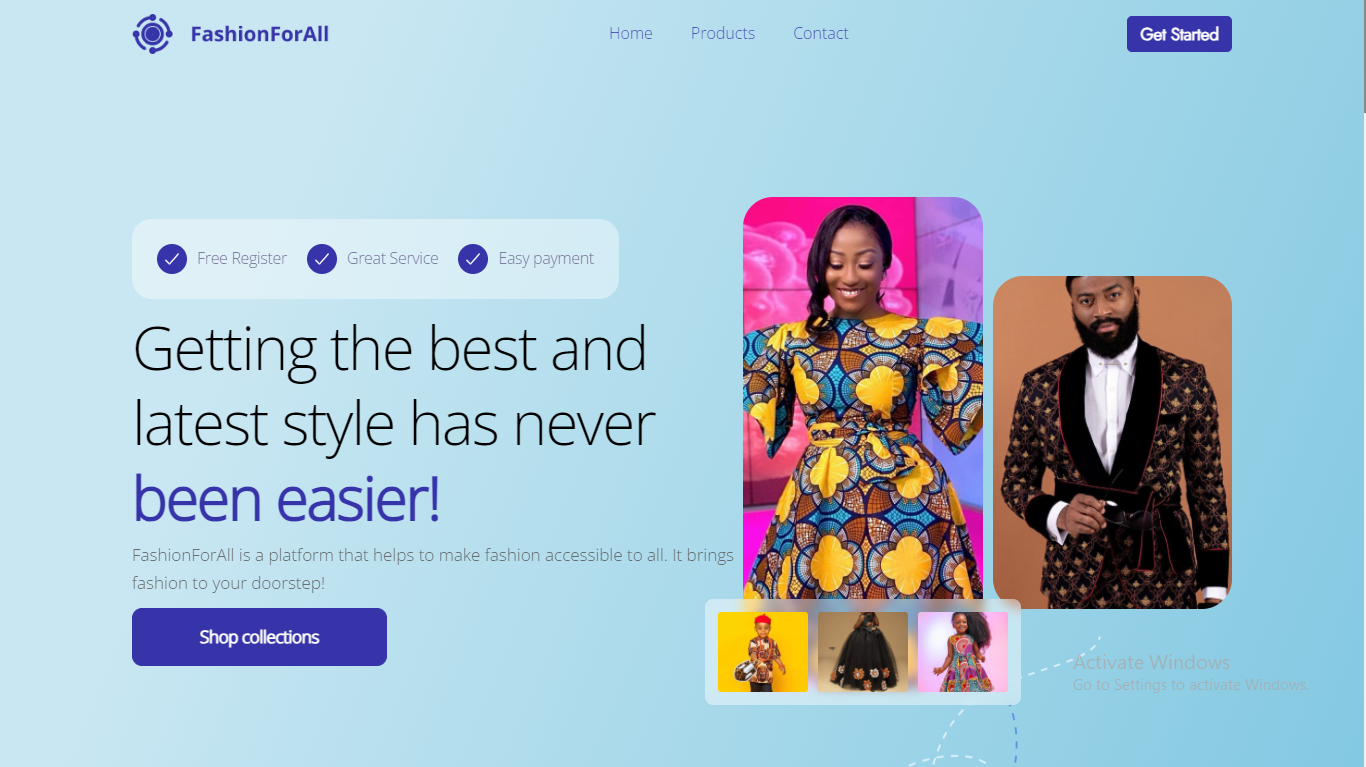 FashionForAll
Home
Products
Contact
Get Started
Free Register
Great Service
Easy payment
Getting the best and
latest style has never
been easier!
FashionForAll is a platform that helps to make fashion accessible to all. It brings
fashion to your doorstep!
Shop collections
Activate Windows
Go to Settings to activate Windows.